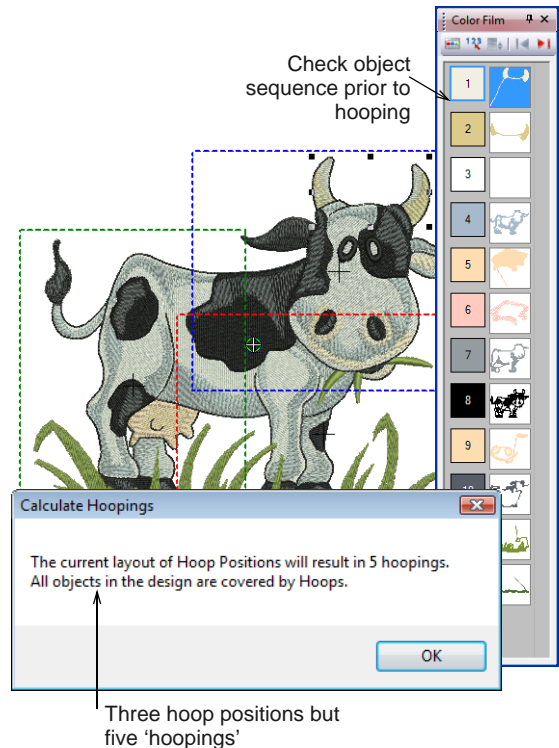 Color Film
Check object
sequence prior to
hooping
1
2
3
4
5
6
7
8
9
Calculate Hoopings
The current layout of Hoop Positions will result in 5 hoopings.
All objects in the design are covered by Hoops.
OK
Three hoop positions but
five ‘hoopings’